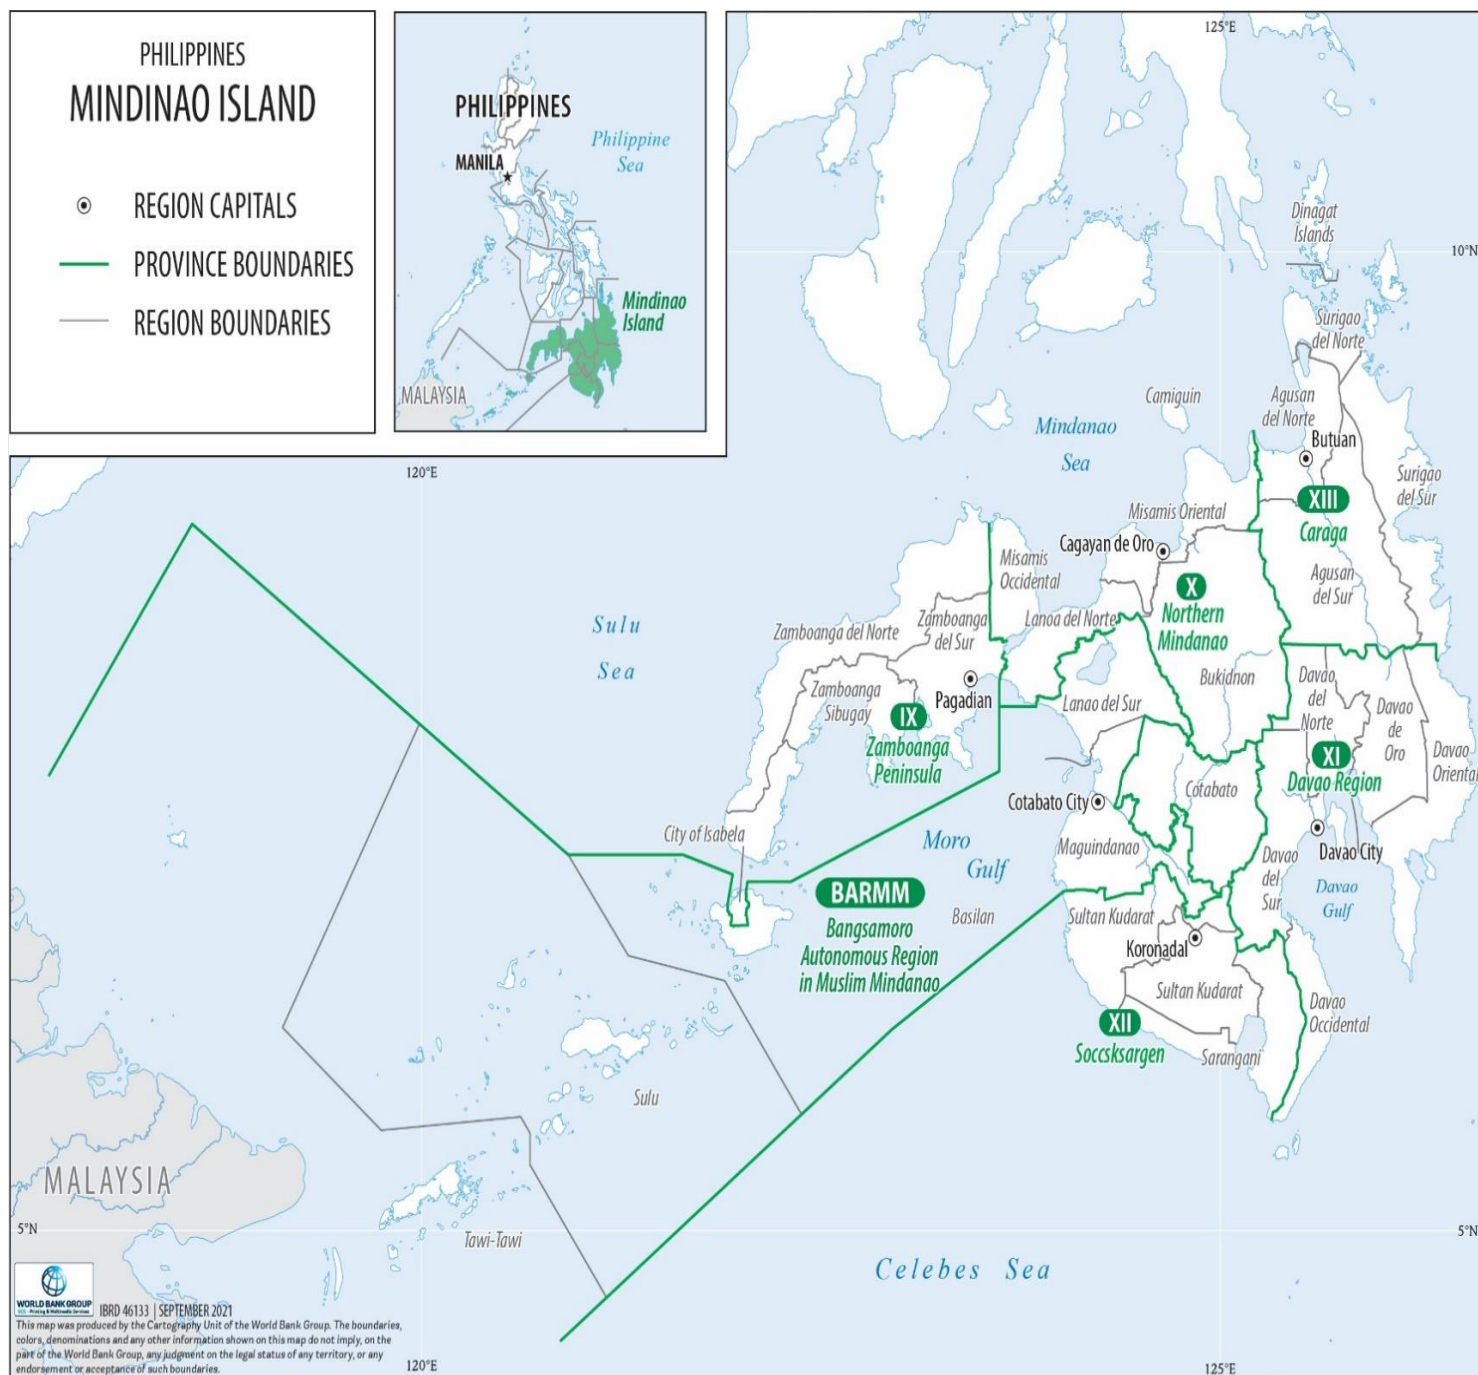 PHILIPPINES
MINDINAO ISLAND
REGION CAPITALS
PROVINCE BOUNDARIES
REGION BOUNDARIES
PHILIPPINES
Philippine
Sea
MANILA
Mindinao
Island
MALAYSIA
125°E
Dinagat
Islands
10°N
Surigao
del Norte
Camiguin
Agusan
del Norte
Mindanao
Sea
Butuan
120°E
Surigao
del Sur
XIII
Caraga
Misamis Oriental
Cagayan de Oro
Misamis
Occidental
Agusan
del Sur
X
Northern
Mindanao
Sulu
Sea
Zamboanga del Norte
Zamboanga
del Sur
Lanoa del Norte
Bukidnon
Zamboanga
Sibugay
Pagadian
Lanao del Sur
Davao
del
Norte
Davao
de
Oro
IX
Zamboanga
Peninsula
XI
Davao Region
Davao
Oriental
Cotabato
Cotabato City
City of Isabela
Moro
Gulf
Maguindanao
Davao City
Davao
del
Sur
Davao
Gulf
BARMM
Bangsamoro
Autonomous Region
in Muslim Mindanao
Basilan
Sultan Kudarat
Koronadal
Sultan Kudarat
Davao
Occidental
XII
Soccsksargen
Sarangani
Sulu
MALAYSIA
5°N
5°N
Tawi-Tawi
Celebes Sea
WORLD BANK GROUP
GCS - Printing & Multimedia Services
IBRD 46133 | SEPTEMBER 2021
This map was produced by the Cartography Unit of the World Bank Group. The boundaries,
colors, denominations and any other information shown on this map do not imply, on the
part of the World Bank Group, any judgment on the legal status of any territory, or any
endorsement or acceptance of such boundaries.
120°E
125°E